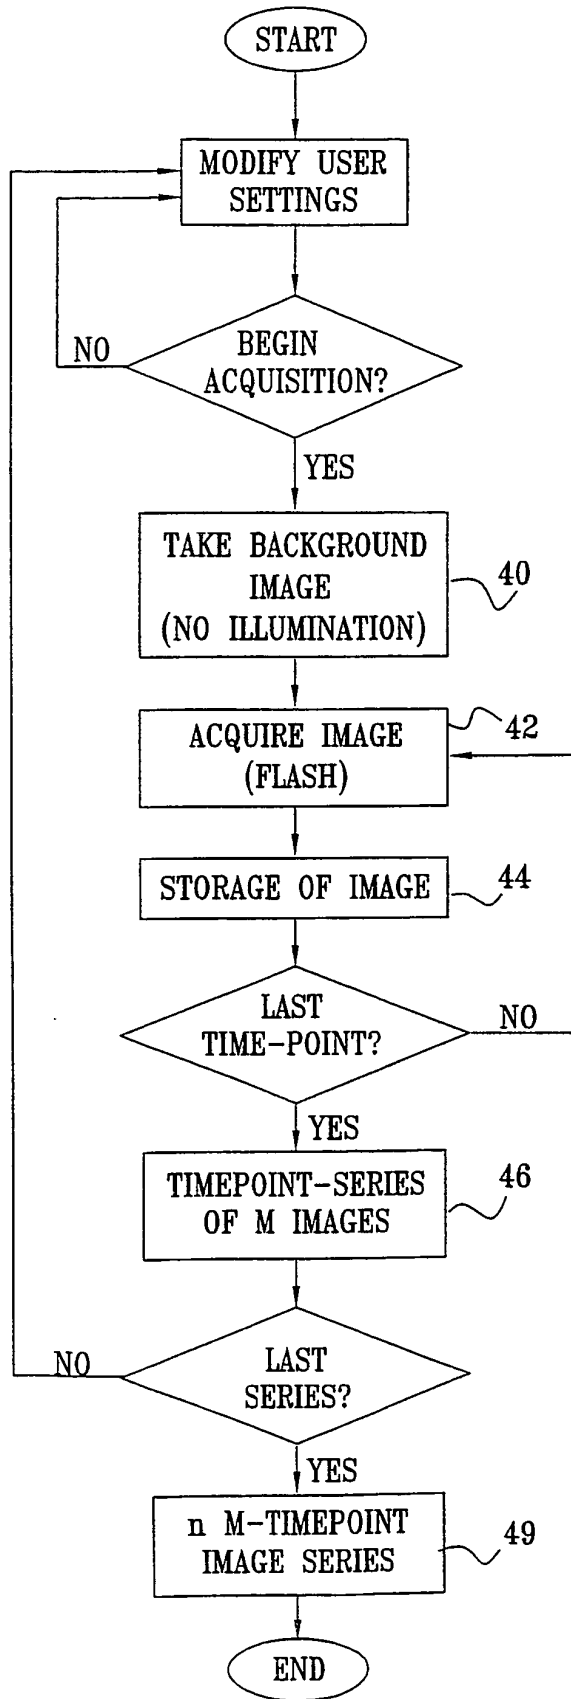 START
MODIFY USER
SETTINGS
NO
BEGIN
ACQUISITION?
YES
TAKE BACKGROUND
IMAGE
(NO ILLUMINATION)
40
ACQUIRE IMAGE
(FLASH)
42
STORAGE OF IMAGE
44
LAST
TIME-POINT?
NO
YES
TIMEPOINT-SERIES
OF M IMAGES
46
NO
LAST
SERIES?
YES
n M-TIMEPOINT
IMAGE SERIES
49
END